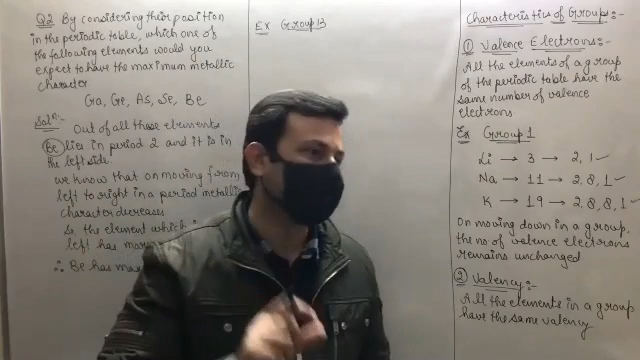 Q2 By considering their position
in the periodic table, which one of
the following elements would you
expect to have the maximum metallic
character
Ga, Ge, As, Se, Be
Soln:-
Out of all these elements
Be lies in period 2 and it is in
the left side.
we know that on moving from
left to right in a period metallic
character decreases
so the element which i
left has mor
∴ Be has max
Ex Group 13
Characteristics of Group:-
1 Valence Electrons:-
All the elements of a group
of the periodic table have the
same number of valence
electrons
Ex Group 1
Li → 3 → 2, 1 ✓
Na → 11 → 2, 8, 1 ✓
K → 19 → 2, 8, 8, 1 ✓
On moving down in a group,
the no of valence electrons
remains unchanged
2 Valency:-
All the elements in a group
have the same valency